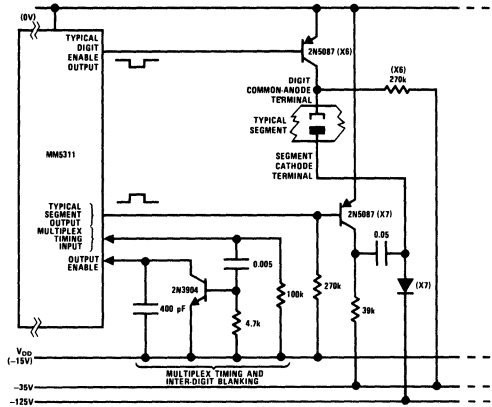 (0V)
TYPICAL
DIGIT
ENABLE
OUTPUT
2N5087 (X6)
DIGIT
COMMON-ANODE
TERMINAL
(X6)
270k
TYPICAL
SEGMENT
MM5311
SEGMENT
CATHODE
TERMINAL
TYPICAL
SEGMENT
OUTPUT
MULTIPLEX
TIMING
INPUT
OUTPUT
ENABLE
2N5087 (X7)
0.05
0.005
2N3904
400 pF
4.7k
100k
270k
39k
(X7)
VDD
(−15V)
MULTIPLEX TIMING AND
INTER-DIGIT BLANKING
−35V
−125V